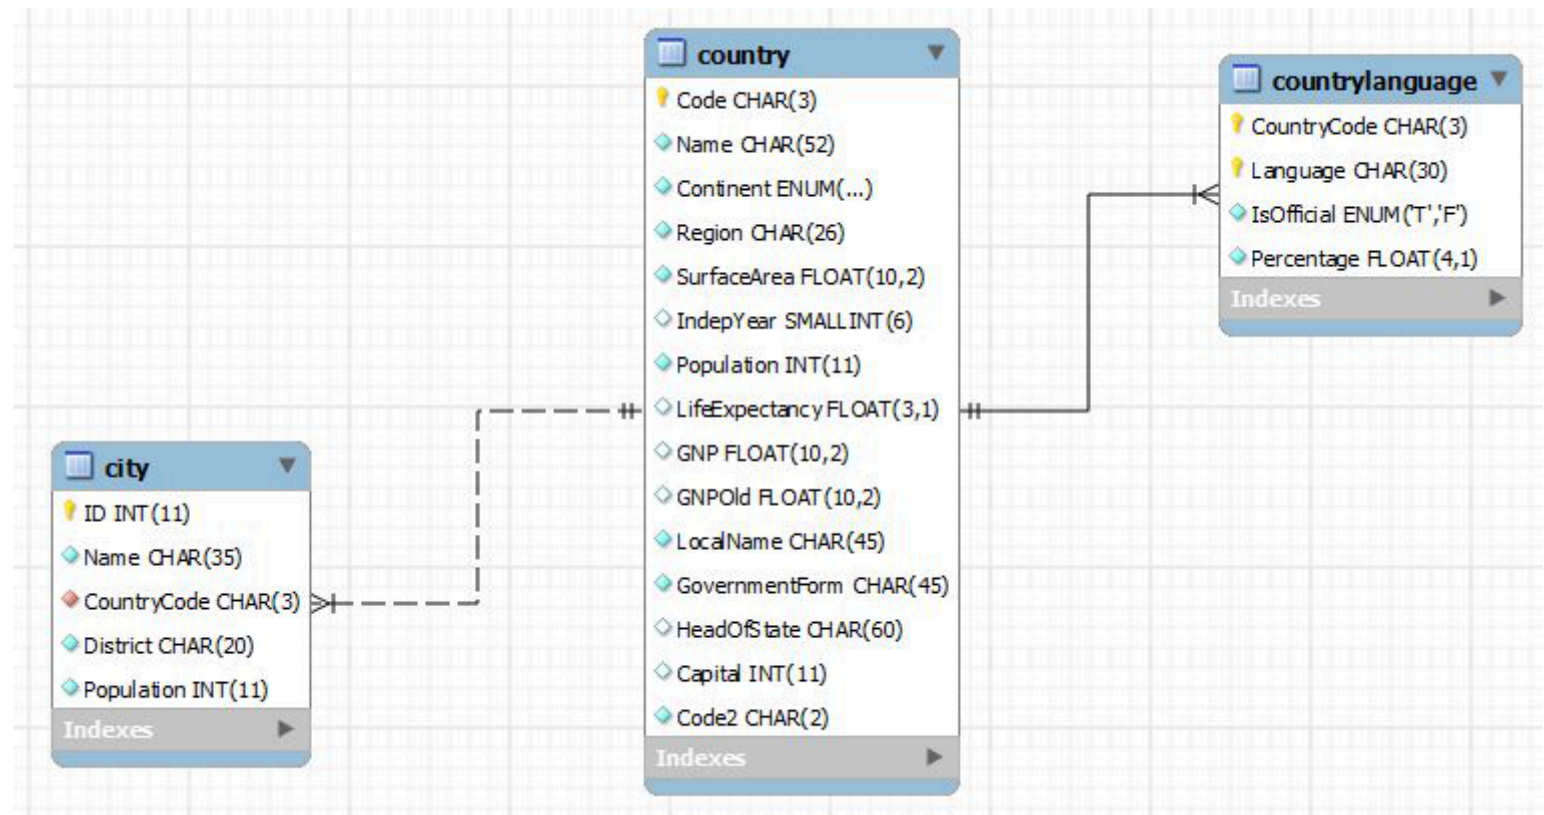 country
Code CHAR(3)
Name CHAR(52)
Continent ENUM(...)
Region CHAR(26)
SurfaceArea FLOAT(10,2)
IndepYear SMALLINT(6)
Population INT(11)
LifeExpectancy FLOAT(3,1)
GNP FLOAT(10,2)
GNPOld FLOAT(10,2)
LocalName CHAR(45)
GovernmentForm CHAR(45)
HeadOfState CHAR(60)
Capital INT(11)
Code2 CHAR(2)
Indexes
countrylanguage
CountryCode CHAR(3)
Language CHAR(30)
IsOfficial ENUM('T','F')
Percentage FLOAT(4,1)
Indexes
city
ID INT(11)
Name CHAR(35)
CountryCode CHAR(3)
District CHAR(20)
Population INT(11)
Indexes